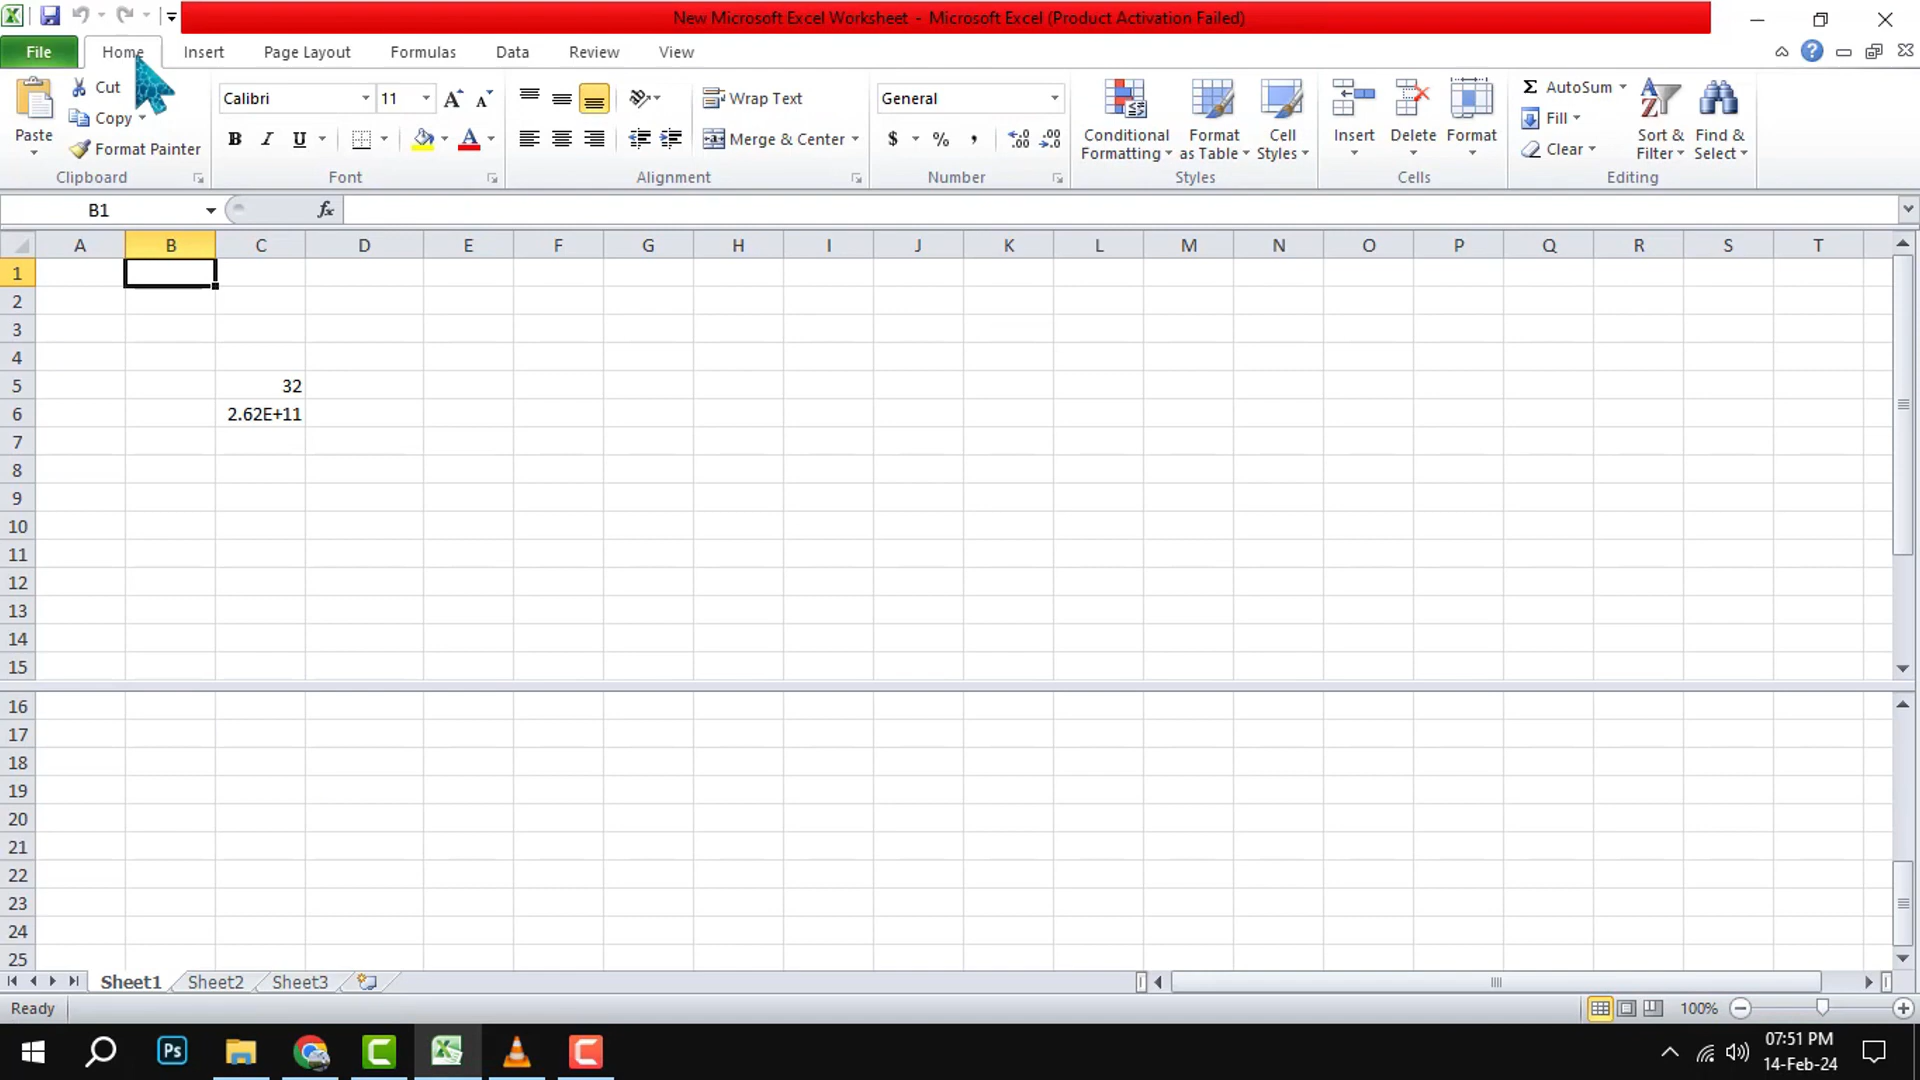 New Microsoft Excel Worksheet - Microsoft Excel (Product Activation Failed)
File Home Insert Page Layout Formulas Data Review View
Paste
Cut
Copy
Format Painter
Clipboard
Calibri 11
B I U
Font
Wrap Text
Merge & Center
Alignment
General
$ % ,
Number
Conditional Formatting
Format as Table
Cell Styles
Styles
Insert Delete Format
Cells
AutoSum
Fill
Clear
Sort & Filter
Find & Select
Editing
B1 fx
A B C D E F G H I J K L M N O P Q R S T
1
2
3
4
5 32
6 2.62E+11
7
8
9
10
11
12
13
14
15
16
17
18
19
20
21
22
23
24
25
Sheet1 Sheet2 Sheet3
Ready 100%
Ps
07:51 PM
14-Feb-24